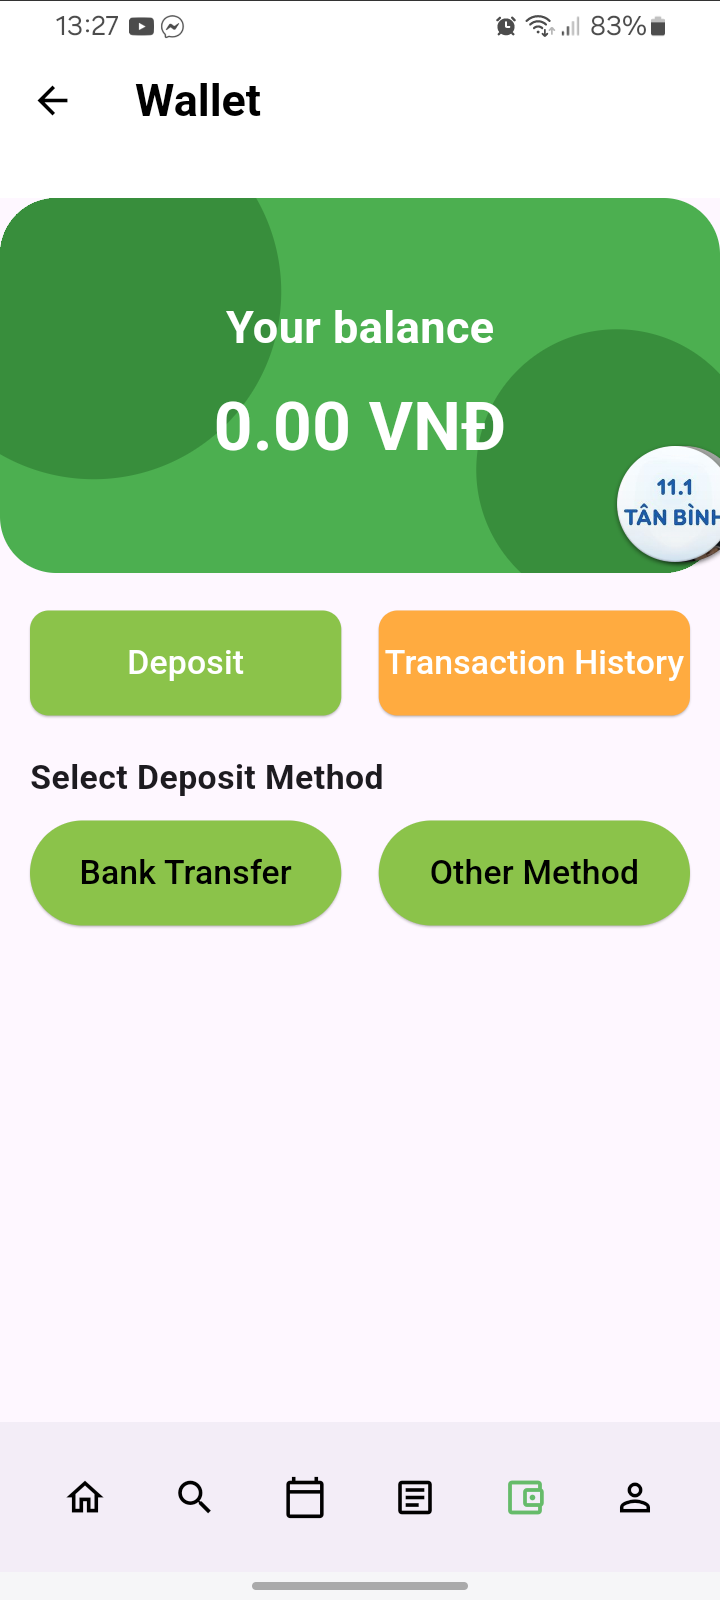 13:27 83%
Wallet
Your balance
0.00 VNĐ
11.1
TÂN BÌNH
Deposit Transaction History
Select Deposit Method
Bank Transfer Other Method